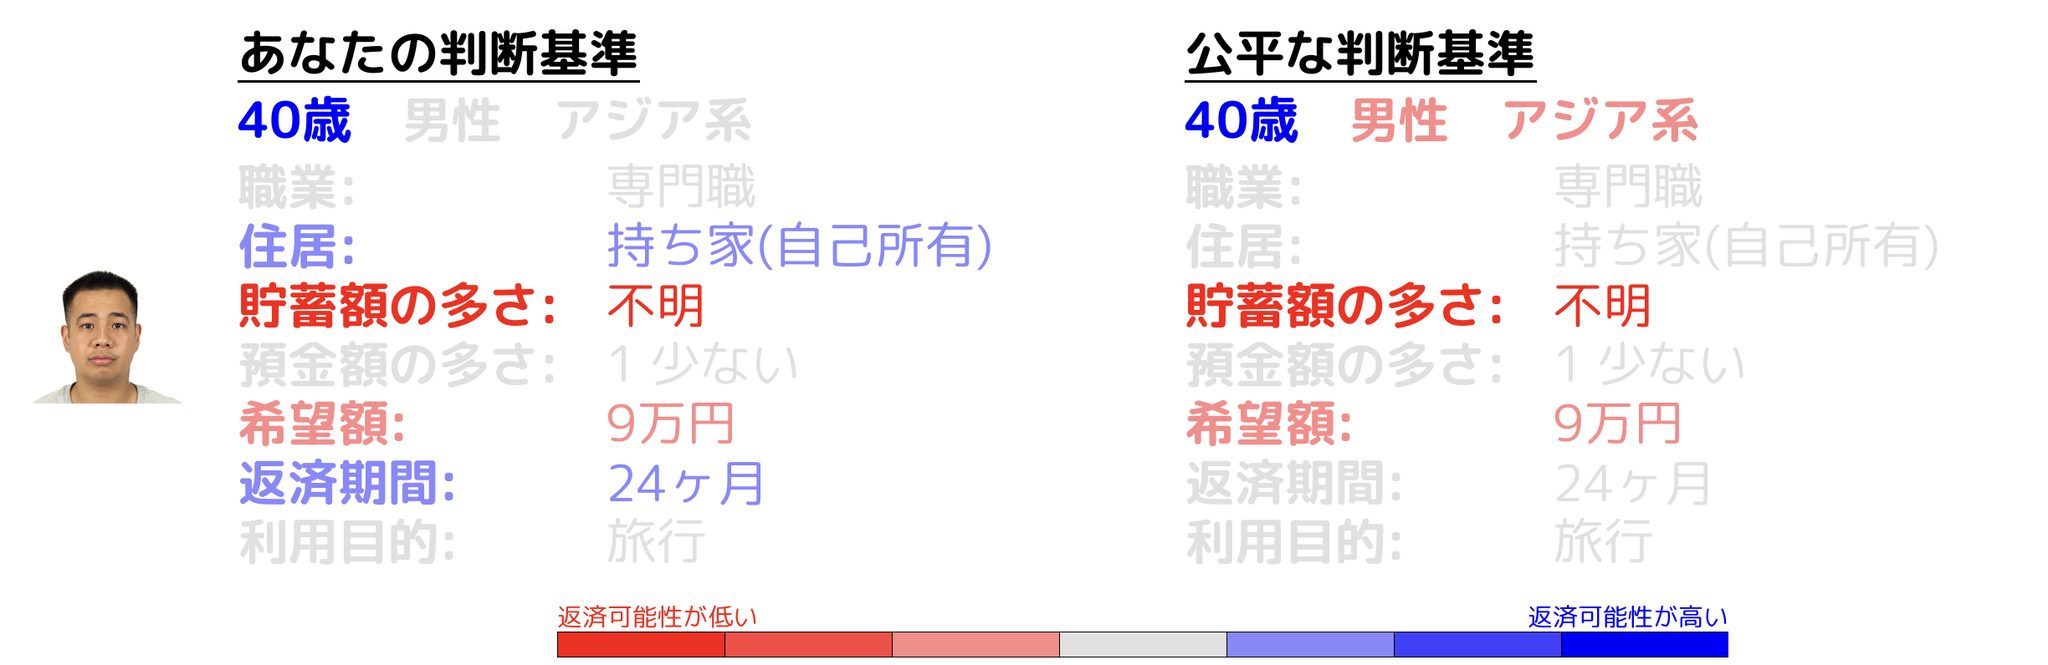 あなたの判断基準
40歳 男性 アジア系
職業: 専門職
住居: 持ち家(自己所有)
貯蓄額の多さ: 不明
預金額の多さ: 1 少ない
希望額: 9万円
返済期間: 24ヶ月
利用目的: 旅行
公平な判断基準
40歳 男性 アジア系
職業: 専門職
住居: 持ち家(自己所有)
貯蓄額の多さ: 不明
預金額の多さ: 1 少ない
希望額: 9万円
返済期間: 24ヶ月
利用目的: 旅行
返済可能性が低い
返済可能性が高い